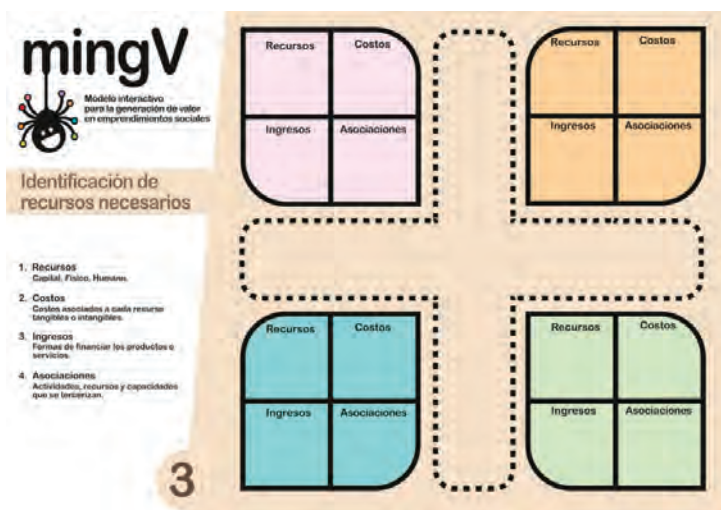 mingV
Modelo interactivo
para la generación de valor
en emprendimientos sociales
Identificación de
recursos necesarios
1. Recursos
Capital, Físico, Humano.
2. Costos
Costos asociados a cada recurso
tangibles o intangibles.
3. Ingresos
Formas de financiar los productos o
servicios.
4. Asociaciones
Actividades, recursos y capacidades
que se tercerizan.
3
Recursos Costos
Ingresos Asociaciones
Recursos Costos
Ingresos Asociaciones
Recursos Costos
Ingresos Asociaciones
Recursos Costos
Ingresos Asociaciones